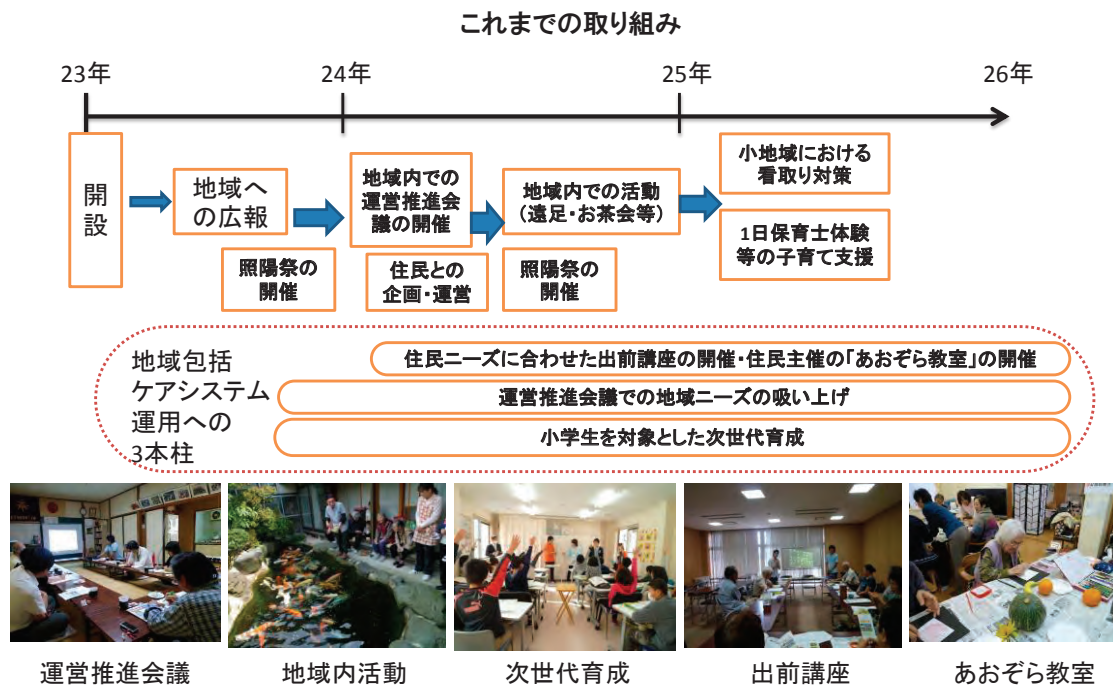 これまでの取り組み
23年
24年
25年
26年
開
設
地域へ
の広報
地域内での
運営推進会
議の開催
地域内での活動
(遠足・お茶会等)
小地域における
看取り対策
1日保育士体験
等の子育て支援
照陽祭の
開催
住民との
企画・運営
照陽祭の
開催
地域包括
ケアシステム
運用への
3本柱
住民ニーズに合わせた出前講座の開催・住民主催の「あおぞら教室」の開催
運営推進会議での地域ニーズの吸い上げ
小学生を対象とした次世代育成
運営推進会議
地域内活動
次世代育成
出前講座
あおぞら教室